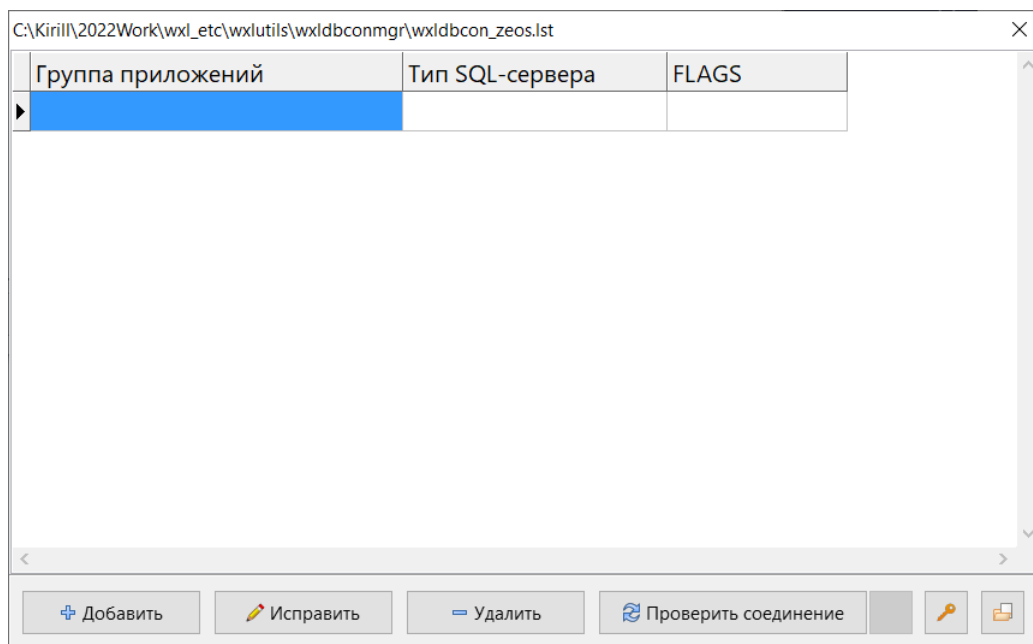 C:\Kirill\2022Work\wxl_etc\wxlutils\wxldbconmgr\wxldbcon_zeos.lst
Группа приложений Тип SQL-сервера FLAGS
Добавить Исправить Удалить Проверить соединение